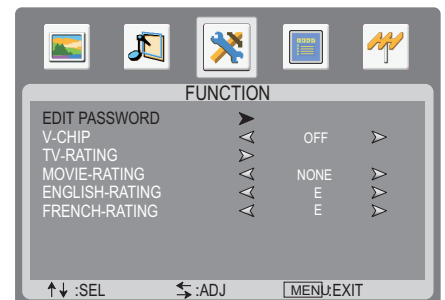 FUNCTION
EDIT PASSWORD
V-CHIP OFF
TV-RATING
MOVIE-RATING NONE
ENGLISH-RATING E
FRENCH-RATING E
:SEL :ADJ MENU:EXIT